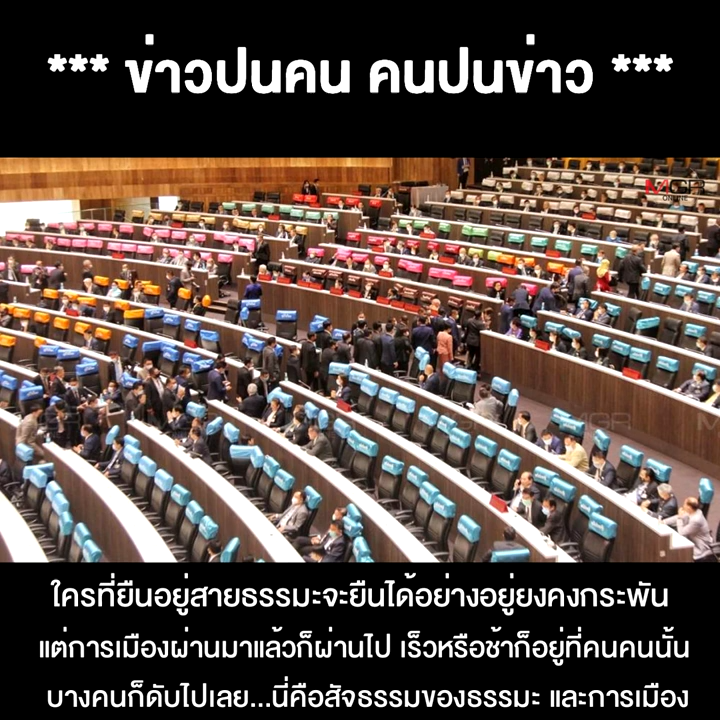 *** ข่าวปนคน คนปนข่าว ***
MGR
ONLINE
MGR
ใครที่ยืนอยู่สายธรรมะจะยืนได้อย่างอยู่ยงคงกระพัน
แต่การเมืองผ่านมาแล้วก็ผ่านไป เร็วหรือช้าก็อยู่ที่คนคนนั้น
บางคนก็ดับไปเลย...นี่คือสัจธรรมของธรรมะ และการเมือง